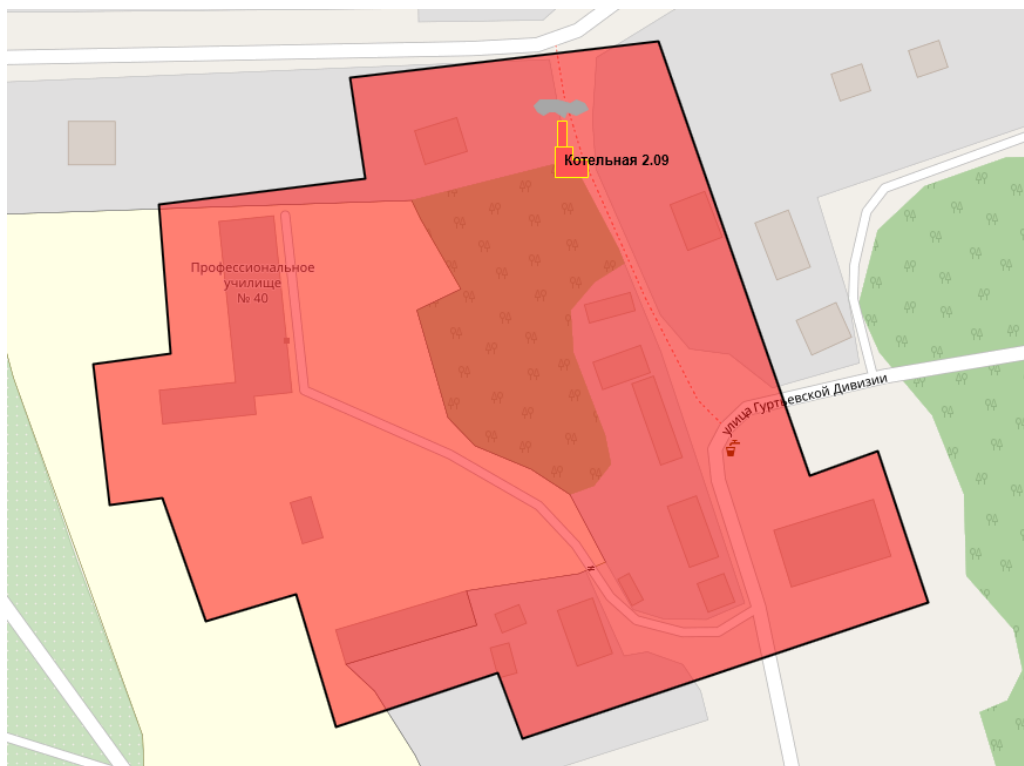 Котельная 2.09
Профессиональное
училище
№ 40
улица Гуртьевской Дивизии